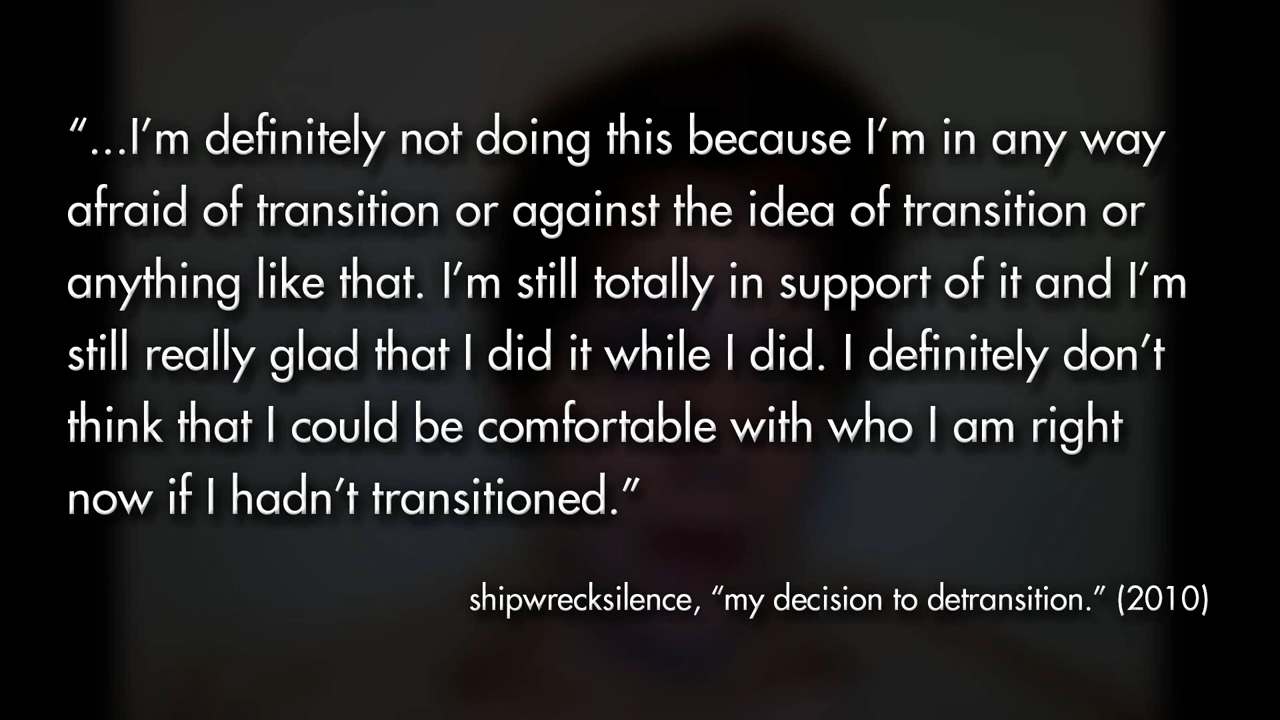 “...I’m definitely not doing this because I’m in any way
afraid of transition or against the idea of transition or
anything like that. I’m still totally in support of it and I’m
still really glad that I did it while I did. I definitely don’t
think that I could be comfortable with who I am right
now if I hadn’t transitioned.”
shipwrecksilence, “my decision to detransition.” (2010)